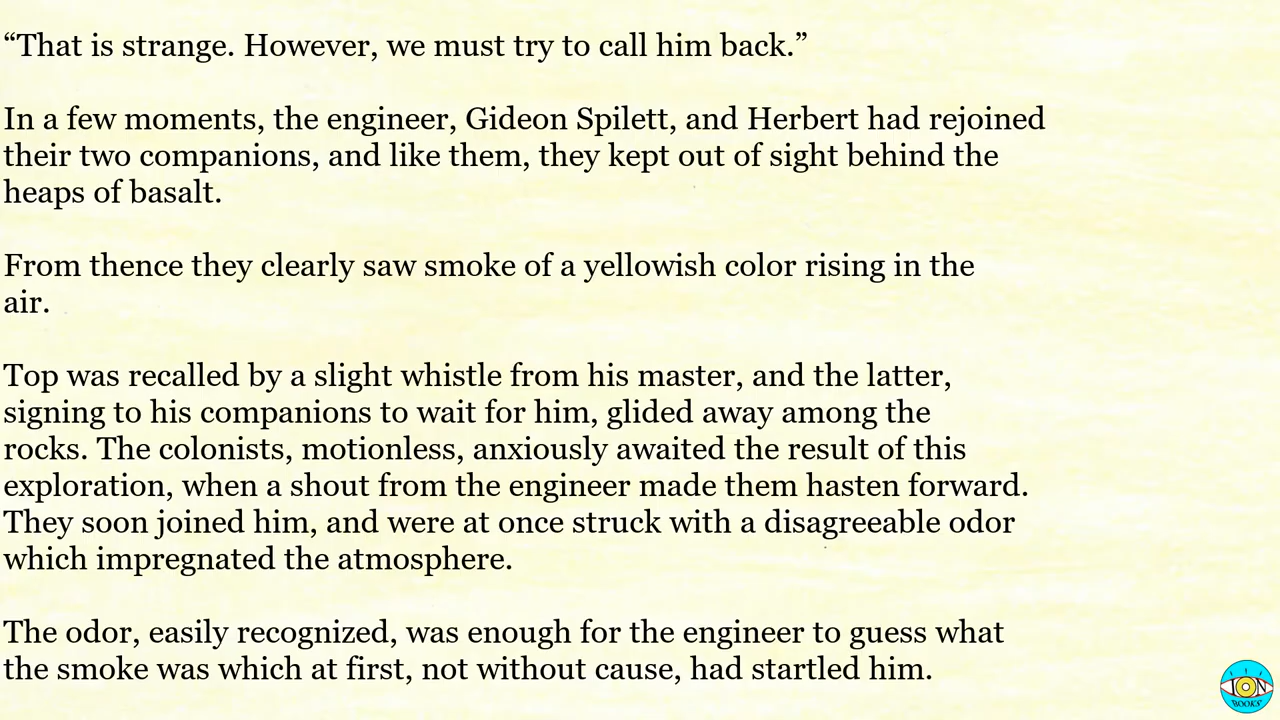 “That is strange. However, we must try to call him back.”
In a few moments, the engineer, Gideon Spilett, and Herbert had rejoined
their two companions, and like them, they kept out of sight behind the
heaps of basalt.
From thence they clearly saw smoke of a yellowish color rising in the
air.
Top was recalled by a slight whistle from his master, and the latter,
signing to his companions to wait for him, glided away among the
rocks. The colonists, motionless, anxiously awaited the result of this
exploration, when a shout from the engineer made them hasten forward.
They soon joined him, and were at once struck with a disagreeable odor
which impregnated the atmosphere.
The odor, easily recognized, was enough for the engineer to guess what
the smoke was which at first, not without cause, had startled him.
ION
BOOKS